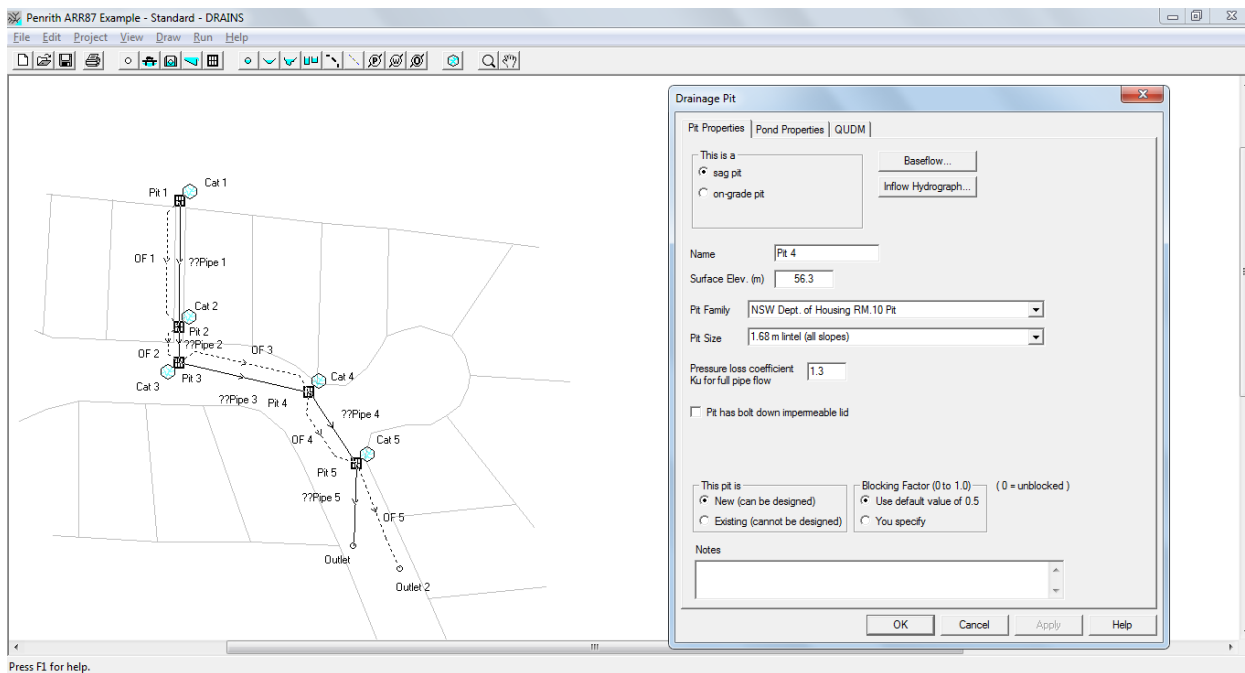 Penrith ARR87 Example - Standard - DRAINS
File Edit Project View Draw Run Help
Drainage Pit
Pit Properties Pond Properties QUDM
This is a
sag pit
on-grade pit
Baseflow...
Inflow Hydrograph...
Name Pit 4
Surface Elev. (m) 56.3
Pit Family NSW Dept. of Housing RM.10 Pit
Pit Size 1.68 m lintel (all slopes)
Pressure loss coefficient
Ku for full pipe flow 1.3
Pit has bolt down impermeable lid
This pit is
New (can be designed)
Existing (cannot be designed)
Blocking Factor (0 to 1.0) ( 0 = unblocked )
Use default value of 0.5
You specify
Notes
OK Cancel Apply Help
Cat 1
Pit 1
OF 1 ??Pipe 1
Cat 2
Pit 2
??Pipe 2
OF 2 OF 3
Pit 3
Cat 3
Cat 4
??Pipe 3 Pit 4
??Pipe 4
OF 4 Cat 5
Pit 5
??Pipe 5
OF 5
Outlet
Outlet 2
Press F1 for help.